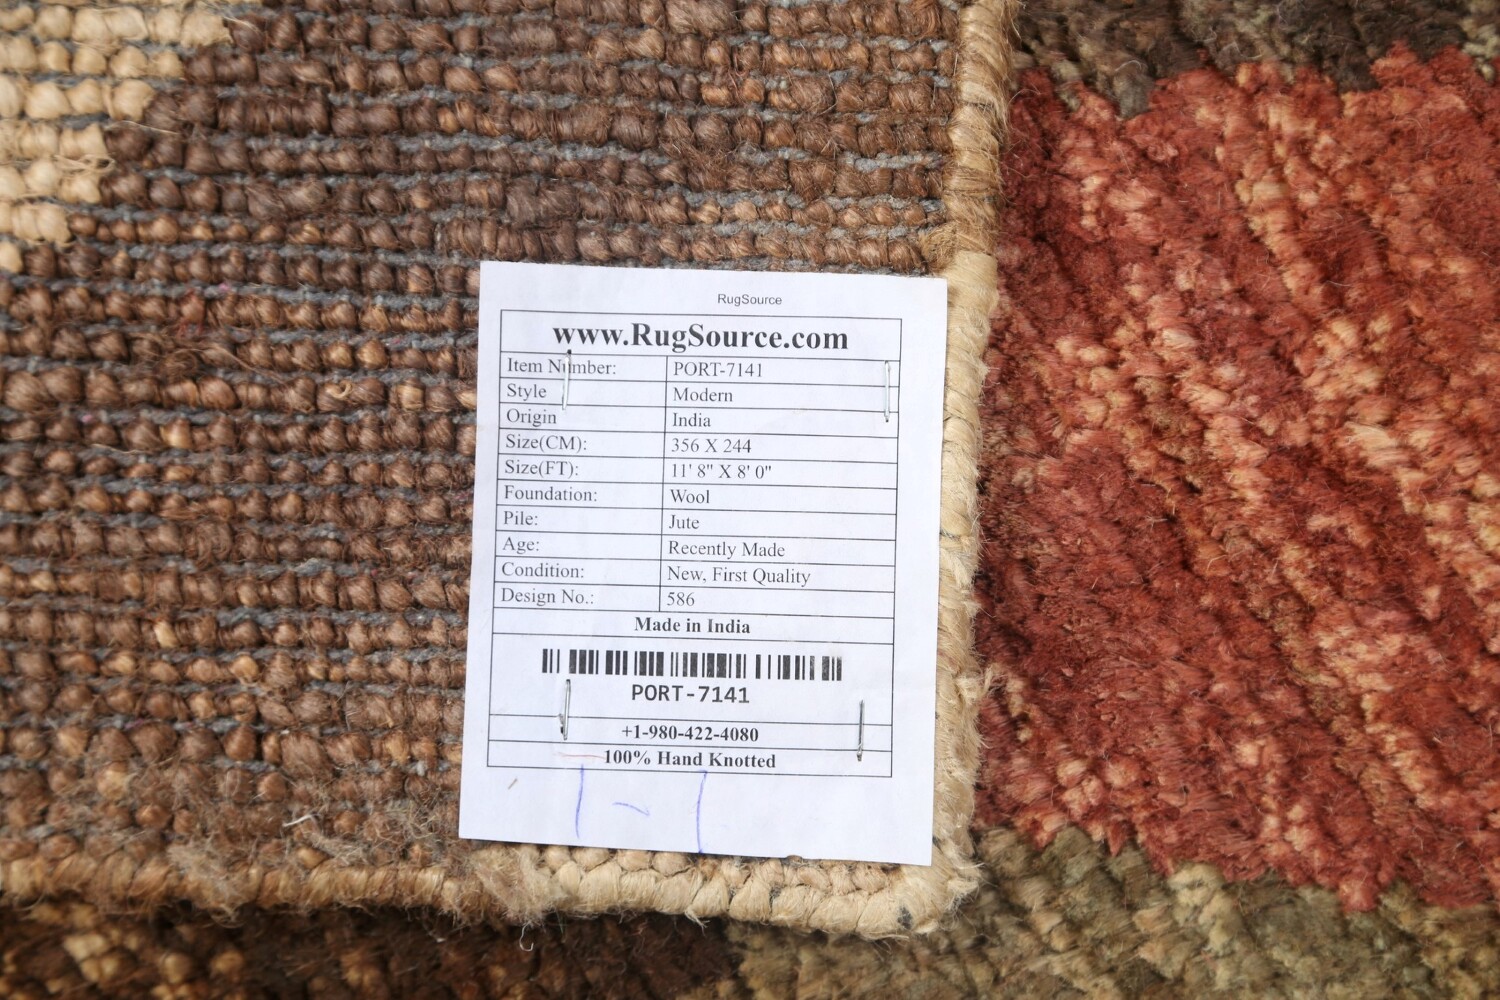 RugSource
www.RugSource.com
Item Number: PORT-7141
Style Modern
Origin India
Size(CM): 356 X 244
Size(FT): 11' 8" X 8' 0"
Foundation: Wool
Pile: Jute
Age: Recently Made
Condition: New, First Quality
Design No.: 586
Made in India
PORT-7141
+1-980-422-4080
100% Hand Knotted
1-1